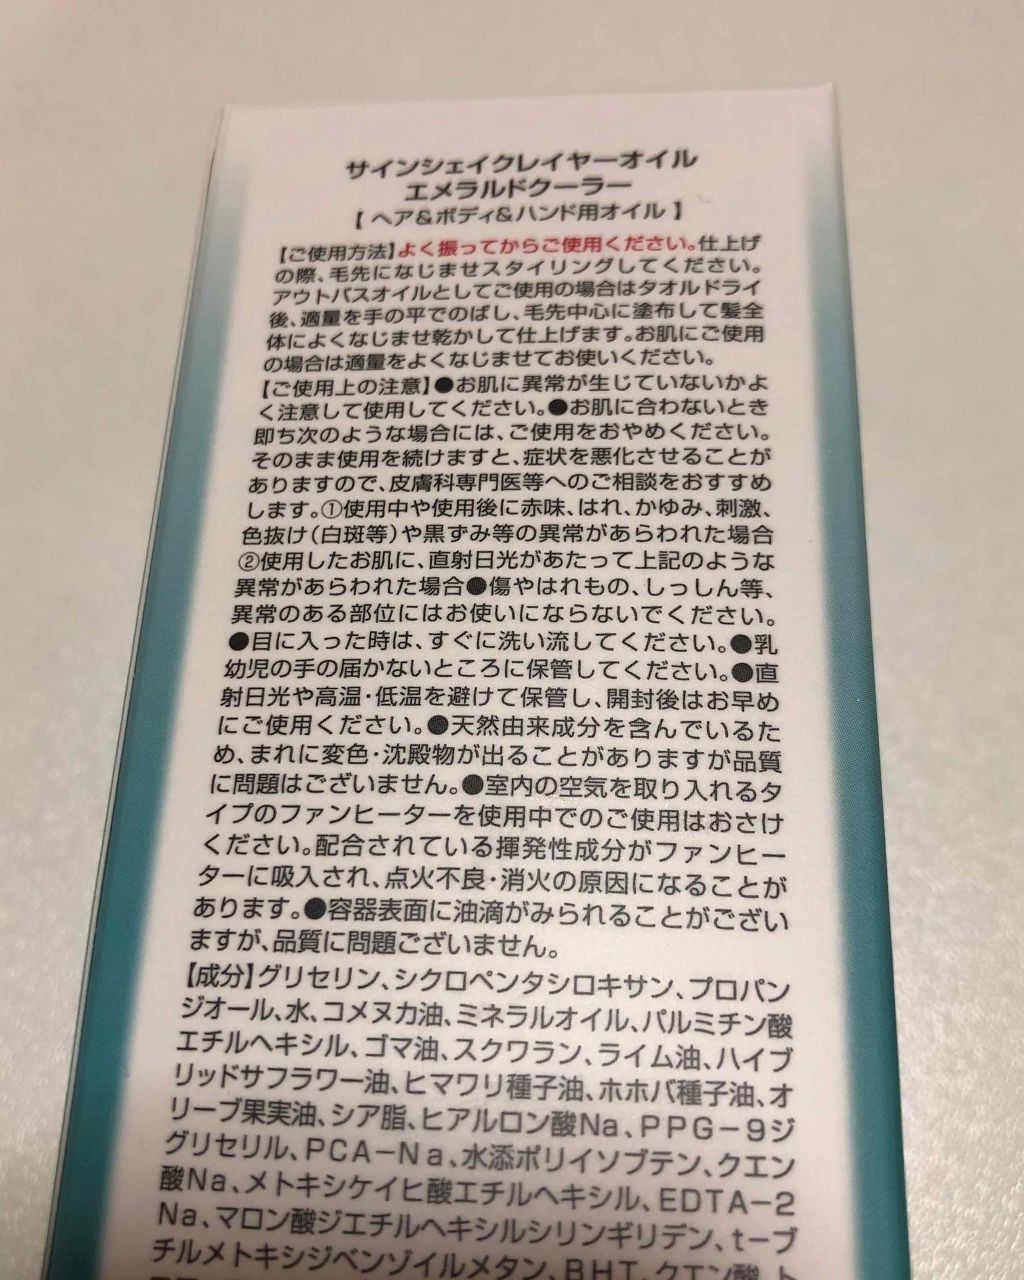 サインシェイクレイヤーオイル
エメラルドクーラー
【ヘア&ボディ&ハンド用オイル】
【ご使用方法】よく振ってからご使用ください。仕上げ
の際、毛先になじませスタイリングしてください。
アウトバスオイルとしてご使用の場合はタオルドライ
後、適量を手の平でのばし、毛先中心に塗布して髪全
体によくなじませ乾かして仕上げます。お肌にご使用
の場合は適量をよくなじませてお使いください。
【ご使用上の注意】●お肌に異常が生じていないかよ
く注意して使用してください。●お肌に合わないとき
即ち次のような場合には、ご使用をおやめください。
そのまま使用を続けますと、症状を悪化させることが
ありますので、皮膚科専門医等へのご相談をおすすめ
します。①使用中や使用後に赤味、はれ、かゆみ、刺激、
色抜け(白斑等)や黒ずみ等の異常があらわれた場合
②使用したお肌に、直射日光があたって上記のような
異常があらわれた場合●傷やはれもの、しっしん等、
異常のある部位にはお使いにならないでください。
●目に入った時は、すぐに洗い流してください。●乳
幼児の手の届かないところに保管してください。●直
射日光や高温・低温を避けて保管し、開封後はお早め
にご使用ください。●天然由来成分を含んでいるた
め、まれに変色・沈殿物が出ることがありますが品質
に問題はございません。●室内の空気を取り入れるタ
イプのファンヒーターを使用中でのご使用はおさけ
ください。配合されている揮発性成分がファンヒー
ターに吸入され、点火不良・消火の原因になることが
あります。●容器表面に油滴がみられることがござい
ますが、品質に問題ございません。
【成分】グリセリン、シクロペンタシロキサン、プロパン
ジオール、水、コメヌカ油、ミネラルオイル、パルミチン酸
エチルヘキシル、ゴマ油、スクワラン、ライム油、ハイブ
リッドサフラワー油、ヒマワリ種子油、ホホバ種子油、オ
リーブ果実油、シア脂、ヒアルロン酸Na、PPG-9ジ
グリセリル、PCA-Na、水添ポリイソブテン、クエン
酸Na、メトキシケイヒ酸エチルヘキシル、EDTA-2
Na、マロン酸ジエチルヘキシルシリンギリデン、t-ブ
チルメトキシジベンゾイルメタン、BHT、クエン酸、ト